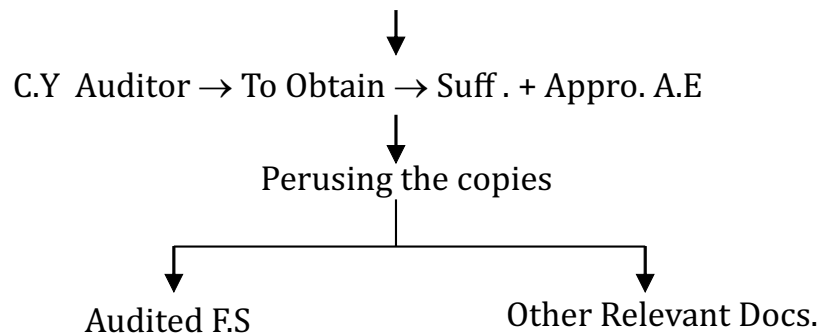 C.Y Auditor → To Obtain → Suff . + Appro. A.E
Perusing the copies
Audited F.S
Other Relevant Docs.